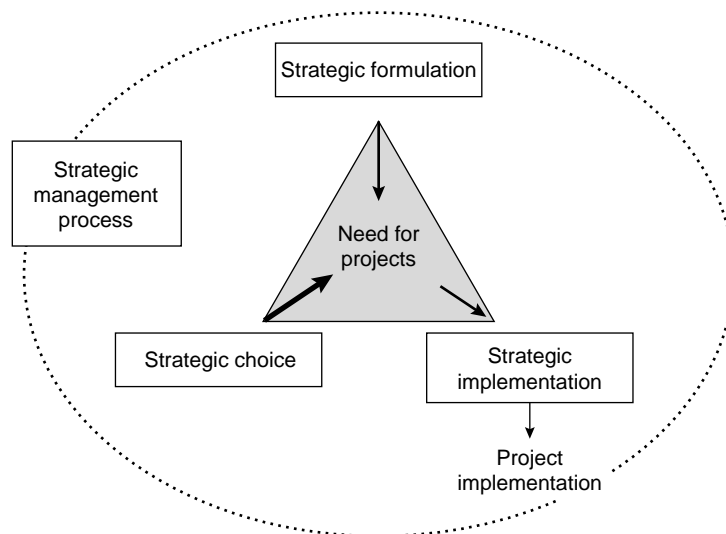 Strategic formulation
Strategic
management
process
Need for
projects
Strategic choice
Strategic
implementation
Project
implementation